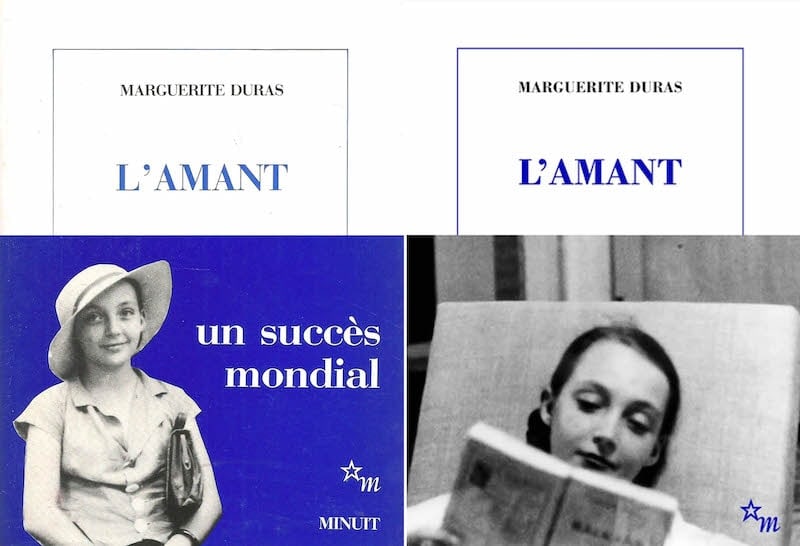 MARGUERITE DURAS
L'AMANT
un succès
mondial
m
MINUIT
MARGUERITE DURAS
L'AMANT
m